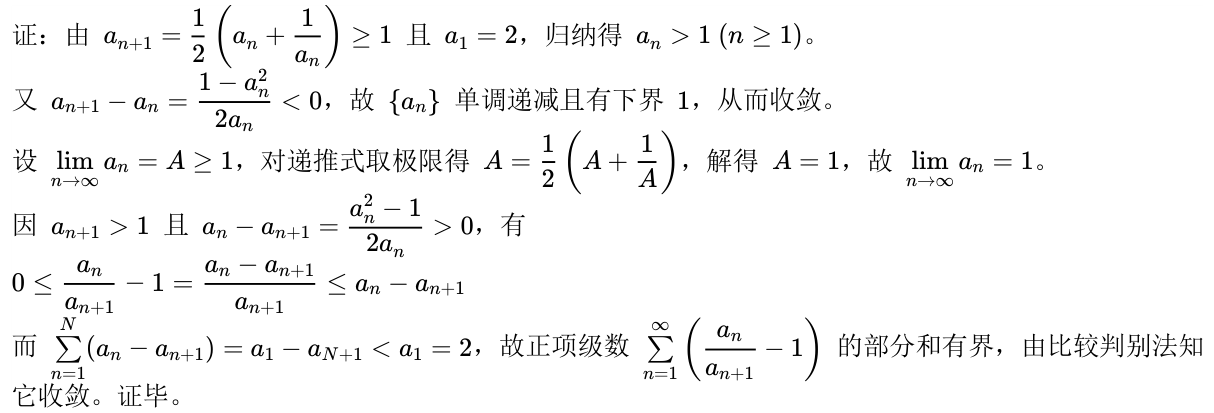 证：由 $a_{n+1} = \frac{1}{2}\left(a_n + \frac{1}{a_n}\right) \geq 1$ 且 $a_1 = 2$，归纳得 $a_n > 1\,(n \geq 1)$。
又 $a_{n+1} - a_n = \frac{1 - a_n^2}{2a_n} < 0$，故 $\{a_n\}$ 单调递减且有下界 $1$，从而收敛。
设 $\lim_{n\to\infty} a_n = A \geq 1$，对递推式取极限得 $A = \frac{1}{2}\left(A + \frac{1}{A}\right)$，解得 $A = 1$，故 $\lim_{n\to\infty} a_n = 1$。
因 $a_{n+1} > 1$ 且 $a_n - a_{n+1} = \frac{a_n^2 - 1}{2a_n} > 0$，有
$0 \leq \frac{a_n}{a_{n+1}} - 1 = \frac{a_n - a_{n+1}}{a_{n+1}} \leq a_n - a_{n+1}$
而 $\sum_{n=1}^{N}(a_n - a_{n+1}) = a_1 - a_{N+1} < a_1 = 2$，故正项级数 $\sum_{n=1}^{\infty}\left(\frac{a_n}{a_{n+1}} - 1\right)$ 的部分和有界，由比较判别法知
它收敛。证毕。